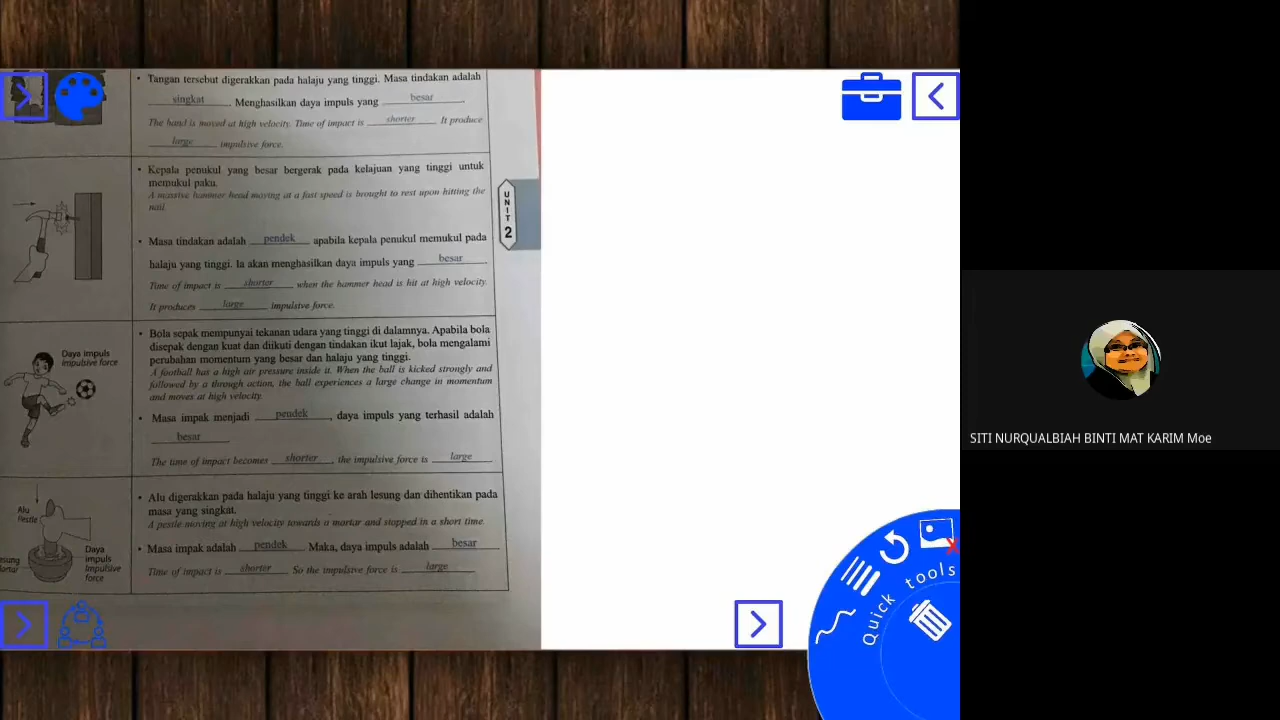 • Tangan tersebut digerakkan pada halaju yang tinggi. Masa tindakan adalah
singkat. Menghasilkan daya impuls yang besar
The hand is moved at high velocity. Time of impact is shorter. It produce
large impulsive force.
• Kepala penukul yang besar bergerak pada kelajuan yang tinggi untuk
memukul paku.
A massive hammer head moving at a fast speed is brought to rest upon hitting the
nail.
• Masa tindakan adalah pendek apabila kepala penukul memukul pada
halaju yang tinggi. Ia akan menghasilkan daya impuls yang besar.
Time of impact is shorter when the hammer head is hit at high velocity.
It produces large impulsive force.
UNIT
2
Daya impuls
Impulsive force
• Bola sepak mempunyai tekanan udara yang tinggi di dalamnya. Apabila bola
disepak dengan kuat dan diikuti dengan tindakan ikut lajak, bola mengalami
perubahan momentum yang besar dan halaju yang tinggi.
A football has a high air pressure inside it. When the ball is kicked strongly and
followed by a through action, the ball experiences a large change in momentum
and moves at high velocity.
• Masa impak menjadi pendek, daya impuls yang terhasil adalah
besar
The time of impact becomes shorter, the impulsive force is large
Alu
Pestle
Daya
impuls
Impulsive
force
• Alu digerakkan pada halaju yang tinggi ke arah lesung dan dihentikan pada
masa yang singkat.
A pestle moving at high velocity towards a mortar and stopped in a short time.
• Masa impak adalah pendek. Maka, daya impuls adalah besar
Time of impact is shorter. So the impulsive force is large
Quick tools
SITI NURQUALBIAH BINTI MAT KARIM Moe